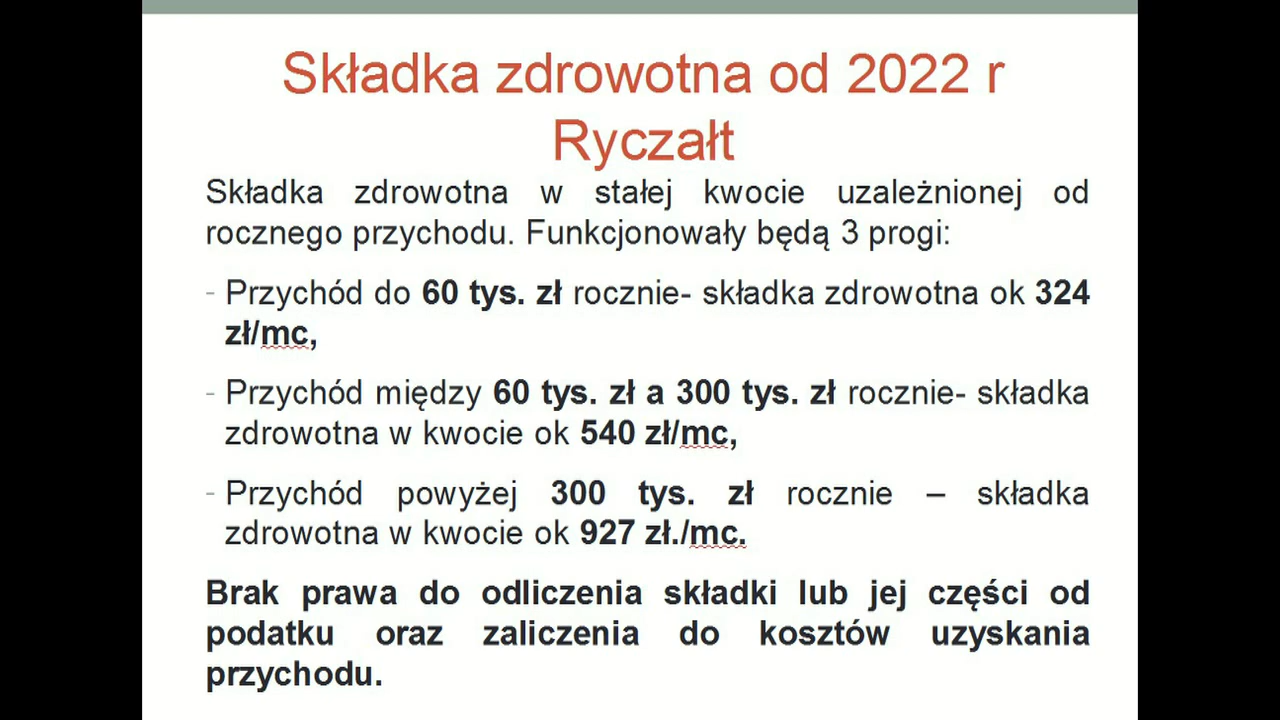 Składka zdrowotna od 2022 r
Ryczałt
Składka zdrowotna w stałej kwocie uzależnionej od
rocznego przychodu. Funkcjonowały będą 3 progi:
- Przychód do 60 tys. zł rocznie- składka zdrowotna ok 324
zł/mc,
- Przychód między 60 tys. zł a 300 tys. zł rocznie- składka
zdrowotna w kwocie ok 540 zł/mc,
- Przychód powyżej 300 tys. zł rocznie – składka
zdrowotna w kwocie ok 927 zł./mc.
Brak prawa do odliczenia składki lub jej części od
podatku oraz zaliczenia do kosztów uzyskania
przychodu.